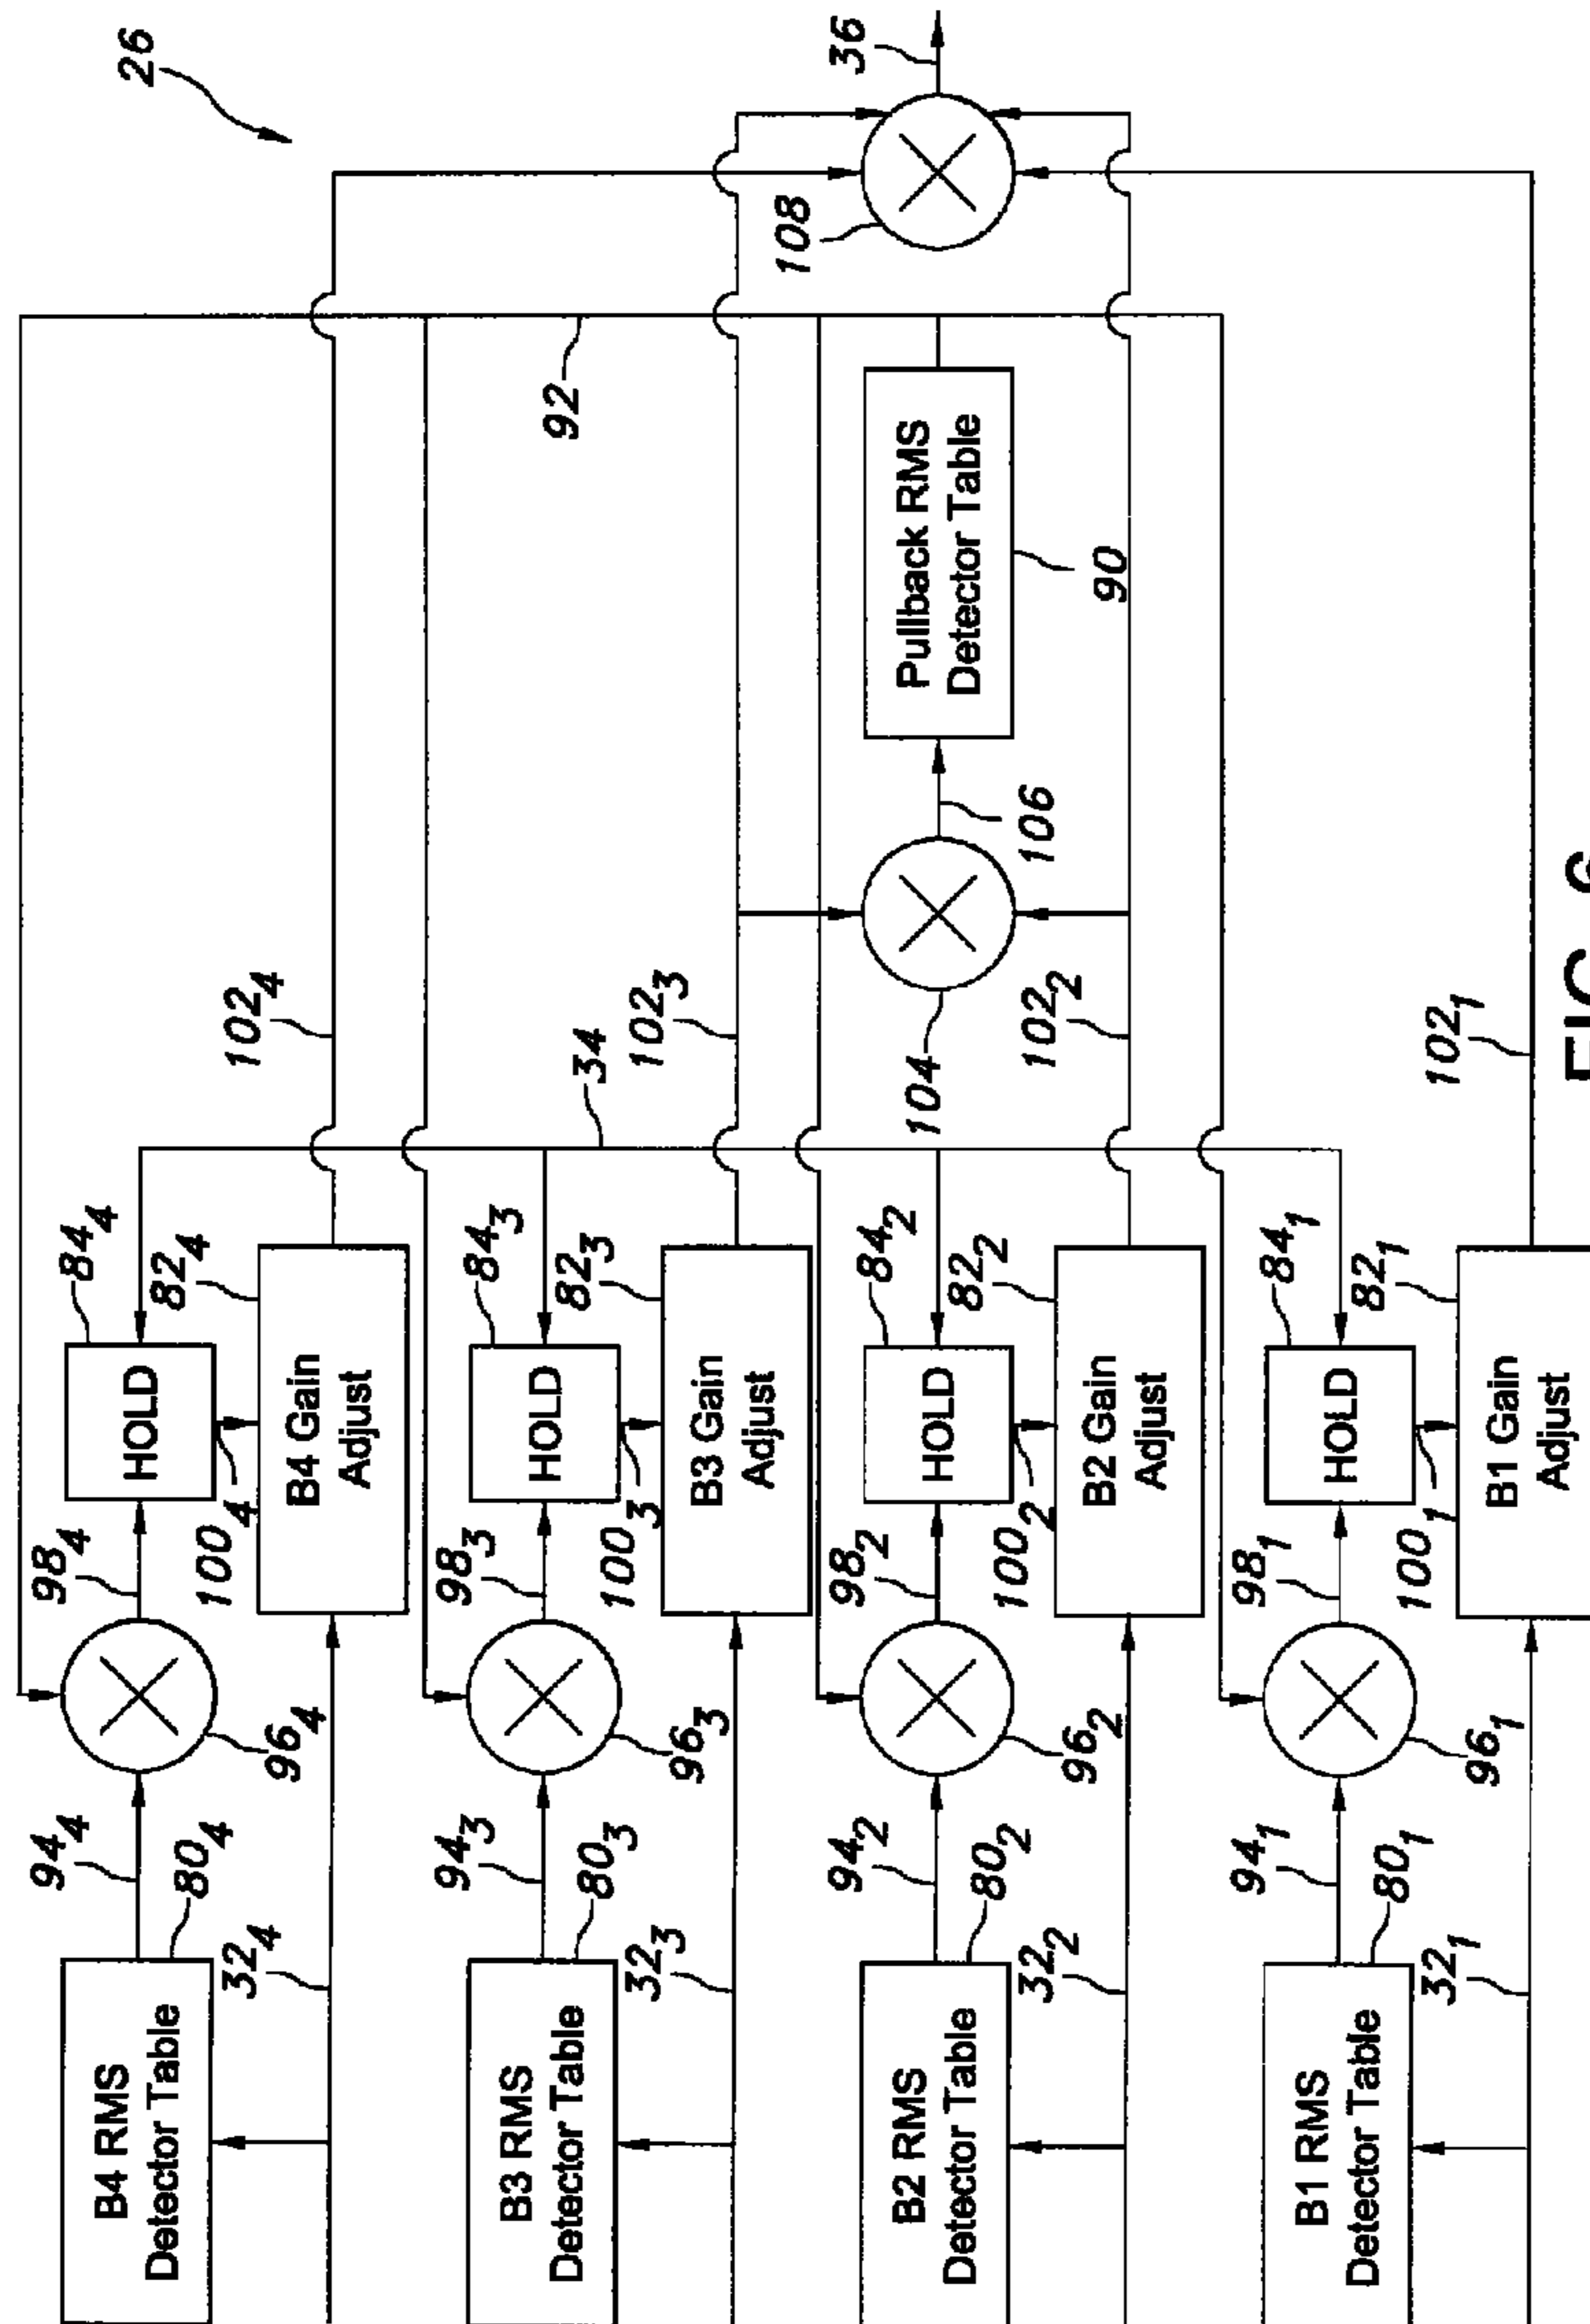 26
B4 RMS
Detector Table
94₄
80₄
32₄
96₄
98₄
HOLD
84₄
100₄
82₄
B4 Gain
Adjust
102₄
B3 RMS
Detector Table
94₃
80₃
32₃
96₃
98₃
HOLD
84₃
100₃
82₃
B3 Gain
Adjust
34
102₃
92
B2 RMS
Detector Table
94₂
80₂
32₂
96₂
98₂
HOLD
84₂
100₂
82₂
B2 Gain
Adjust
104
102₂
106
Pullback RMS
Detector Table
90
108
36
B1 RMS
Detector Table
94₁
80₁
32₁
96₁
98₁
HOLD
84₁
100₁
82₁
B1 Gain
Adjust
102₁